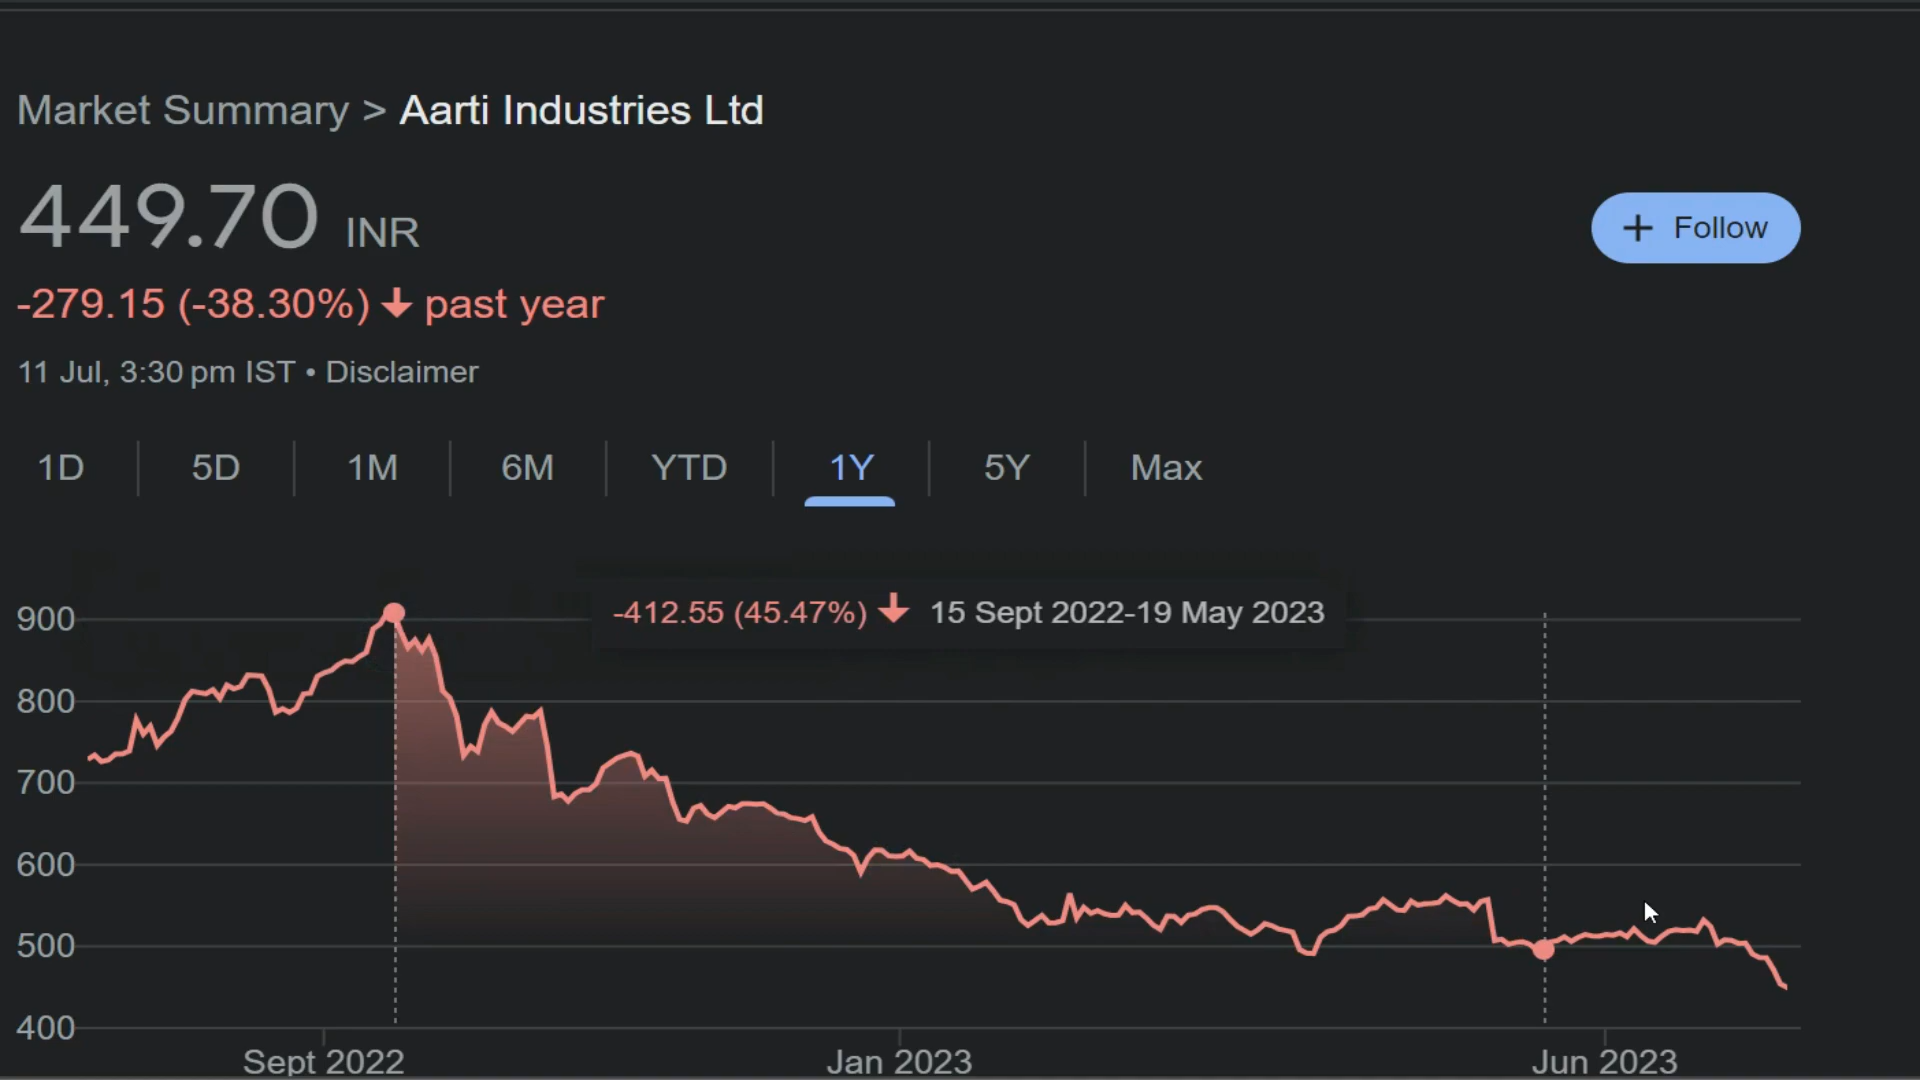 Market Summary > Aarti Industries Ltd
449.70 INR
+ Follow
-279.15 (-38.30%) ↓ past year
11 Jul, 3:30 pm IST • Disclaimer
1D 5D 1M 6M YTD 1Y 5Y Max
-412.55 (45.47%) ↓ 15 Sept 2022-19 May 2023
900
800
700
600
500
400
Sept 2022 Jan 2023 Jun 2023